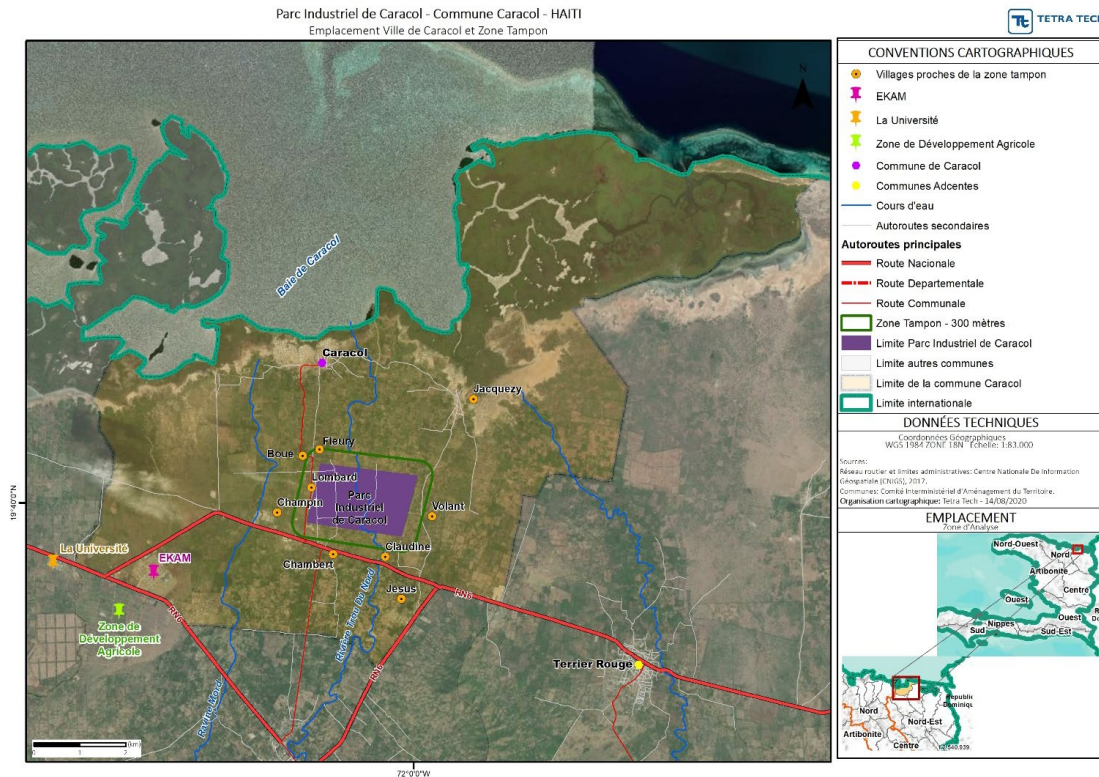 Parc Industriel de Caracol - Commune Caracol - HAITI
Emplacement Ville de Caracol et Zone Tampon
TETRA TECH
N
Baie de Caracol
Caracol
Jacquezy
Fleury
Boue
Lombard
Champin
Parc
Industriel
de Caracol
Volant
Chambert
Claudine
Jesus
La Université
EKAM
Zone de
Développement
Agricole
RN6
RN6
RN6
Rivière Trou Du Nord
Terrier Rouge
19°40'0"N
72°0'0"W
(km)
0 1 2
CONVENTIONS CARTOGRAPHIQUES
Villages proches de la zone tampon
EKAM
La Université
Zone de Développement Agricole
Commune de Caracol
Communes Adcentes
Cours d'eau
Autoroutes secondaires
Autoroutes principales
Route Nacionale
Route Departementale
Route Communale
Zone Tampon - 300 mètres
Limite Parc Industriel de Caracol
Limite autres communes
Limite de la commune Caracol
Limite internationale
DONNÉES TECHNIQUES
Coordonnées Géographiques
WGS 1984 ZONE 18N Echelle: 1:83.000
Sources:
Réseau routier et limites administratives: Centre Nationale De Information
Géospatiale (CNIGS), 2017.
Communes: Comité Interministériel d'Aménagement du Territoire.
Organisation cartographique: Tetra Tech - 14/08/2020
EMPLACEMENT
Zone d'Analyse
Nord-Ouest
Nord
Artibonite
Centre
Ouest
Ouest
Sud
Nippes
Sud-Est
Nord
Nord-Est
Artibonite
Centre